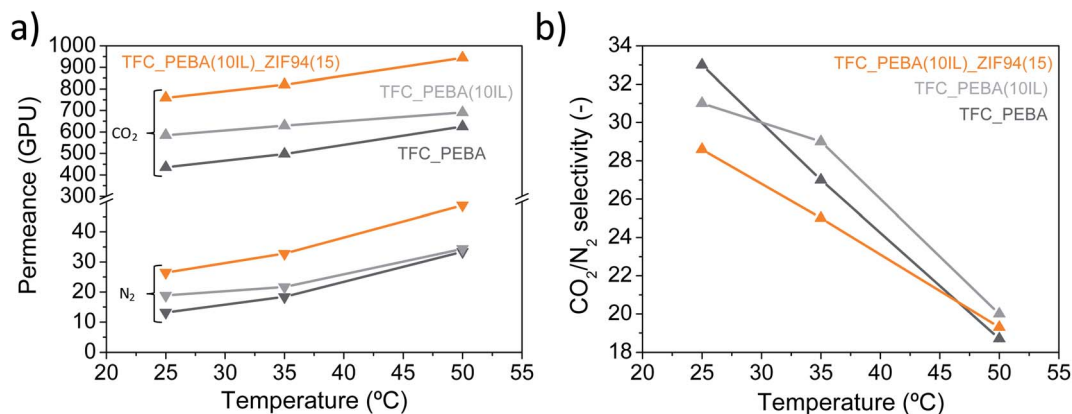 a)
Permeance (GPU)
1000
900
800
700
600
500
400
300
40
30
20
10
0
TFC_PEBA(10IL)_ZIF94(15)
TFC_PEBA(10IL)
TFC_PEBA
CO2
N2
20 25 30 35 40 45 50 55
Temperature (ºC)
b)
CO2/N2 selectivity (-)
34
32
30
28
26
24
22
20
18
TFC_PEBA(10IL)_ZIF94(15)
TFC_PEBA(10IL)
TFC_PEBA
20 25 30 35 40 45 50 55
Temperature (ºC)